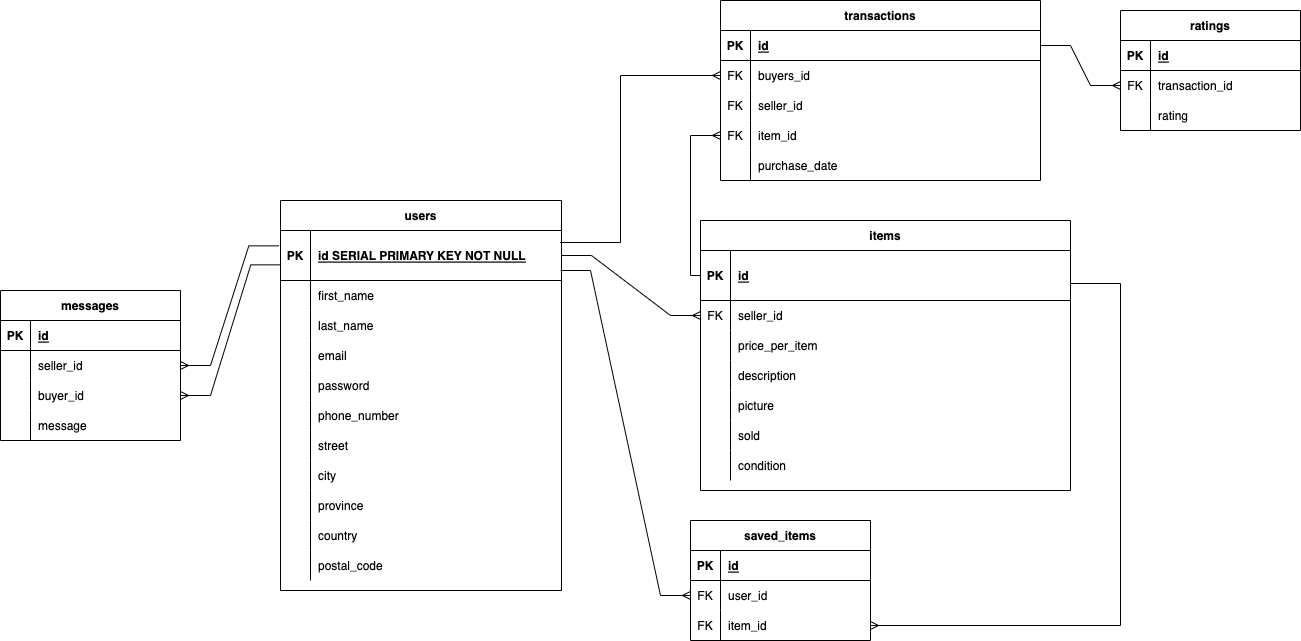 transactions
PK id
FK buyers_id
FK seller_id
FK item_id
purchase_date
ratings
PK id
FK transaction_id
rating
users
PK id SERIAL PRIMARY KEY NOT NULL
first_name
last_name
email
password
phone_number
street
city
province
country
postal_code
items
PK id
FK seller_id
price_per_item
description
picture
sold
condition
messages
PK id
seller_id
buyer_id
message
saved_items
PK id
FK user_id
FK item_id